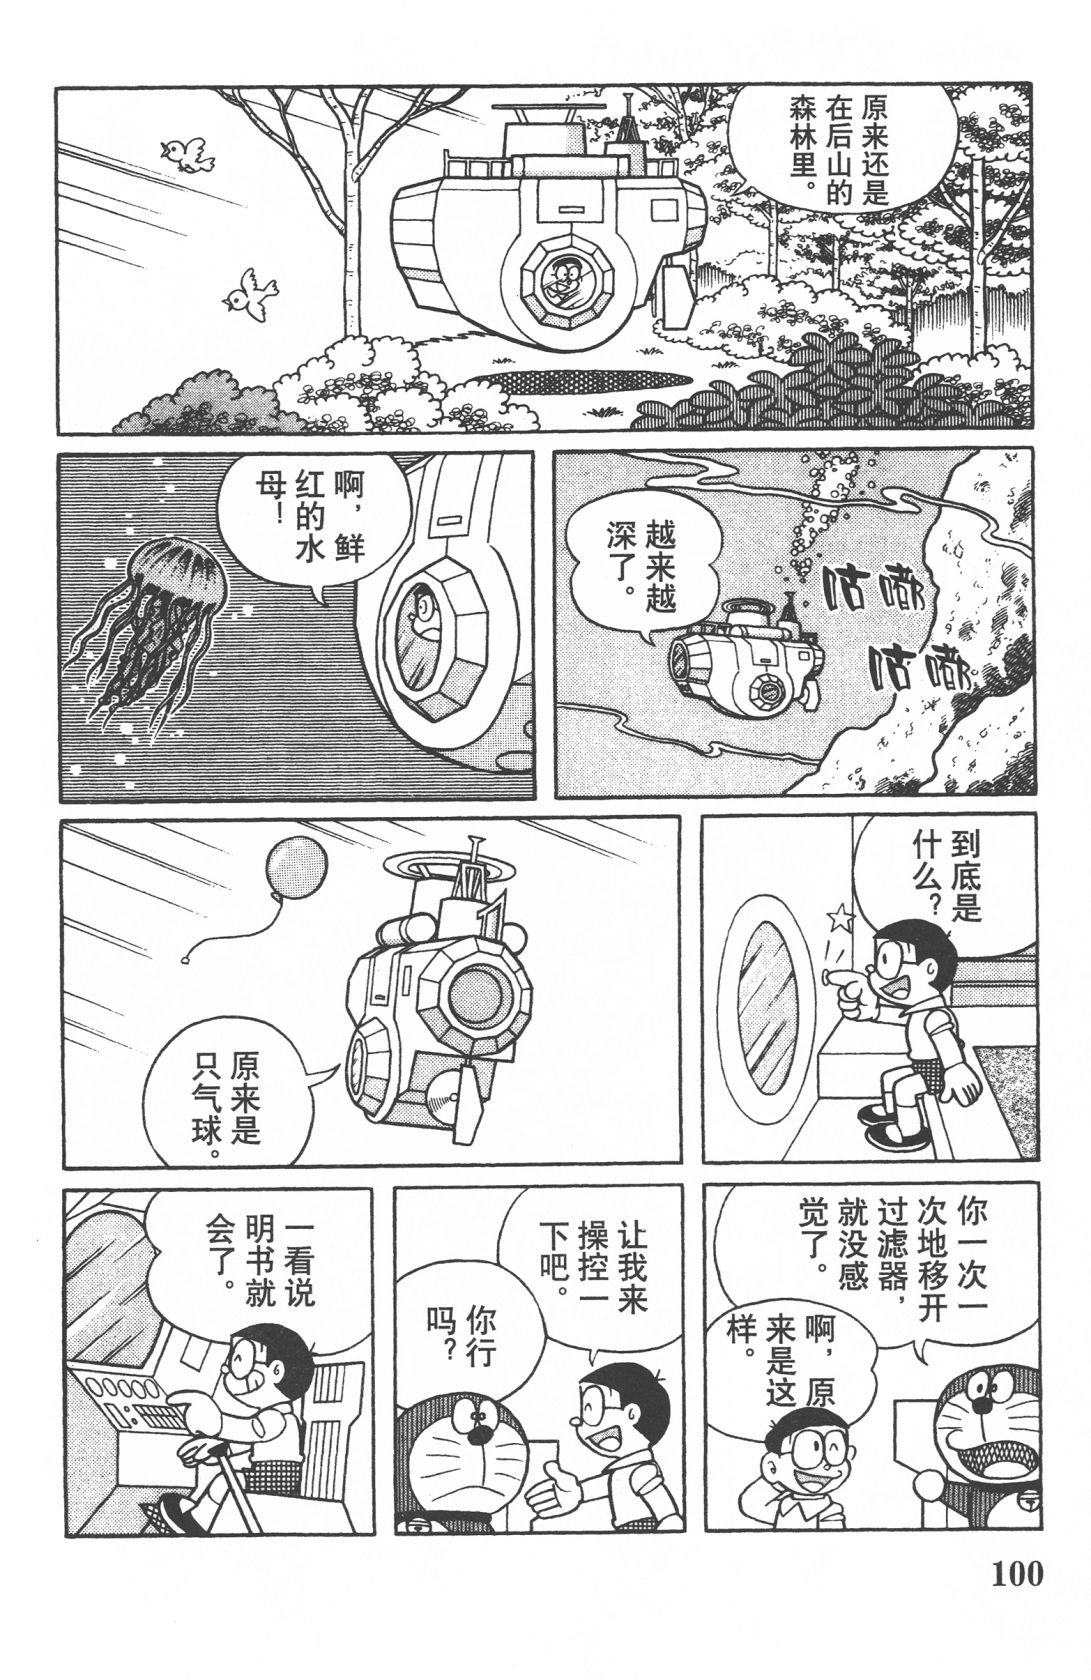 原来还是
在后山的
森林里。
越来越
深了。
咕嘟
咕嘟
啊，鲜
红的水
母！
到底是
什么？
原来是
只气球。
你一次一
次地移开
过滤器，
就没感
觉了。
啊，原
来是这
样。
让我来
操控一
下吧。
你行
吗？
一看说
明书就
会了。
100